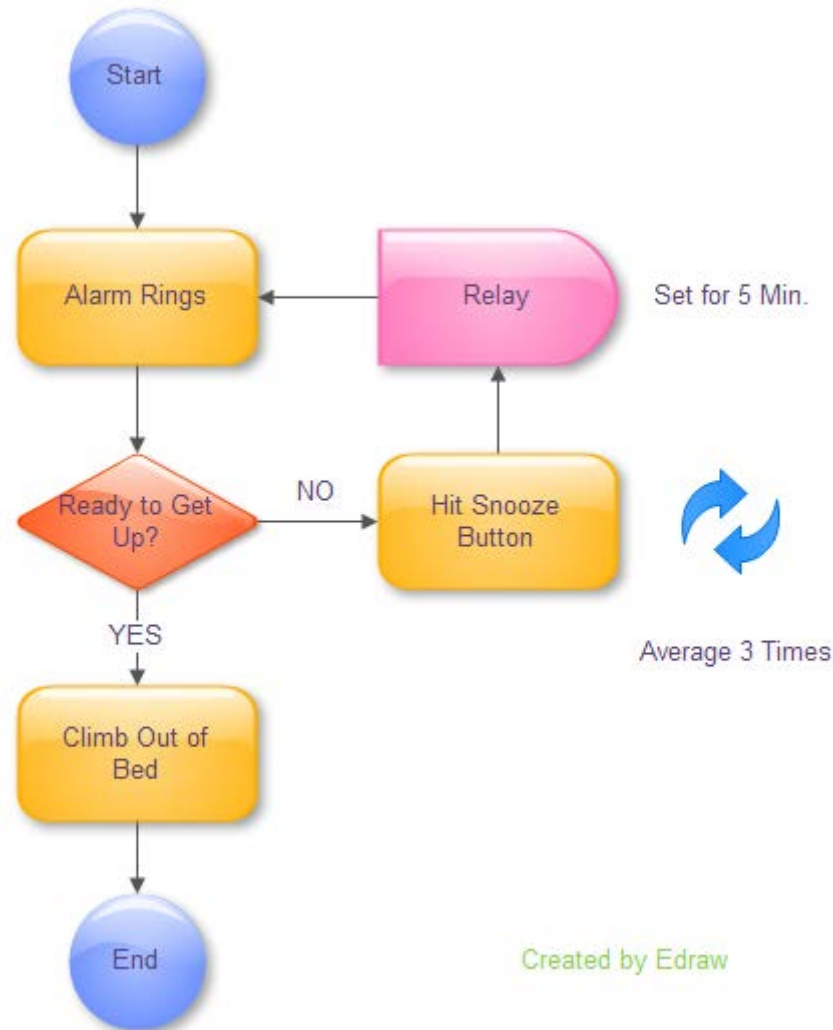 Start
Alarm Rings
Relay
Set for 5 Min.
Ready to Get
Up?
NO
Hit Snooze
Button
YES
Average 3 Times
Climb Out of
Bed
End
Created by Edraw